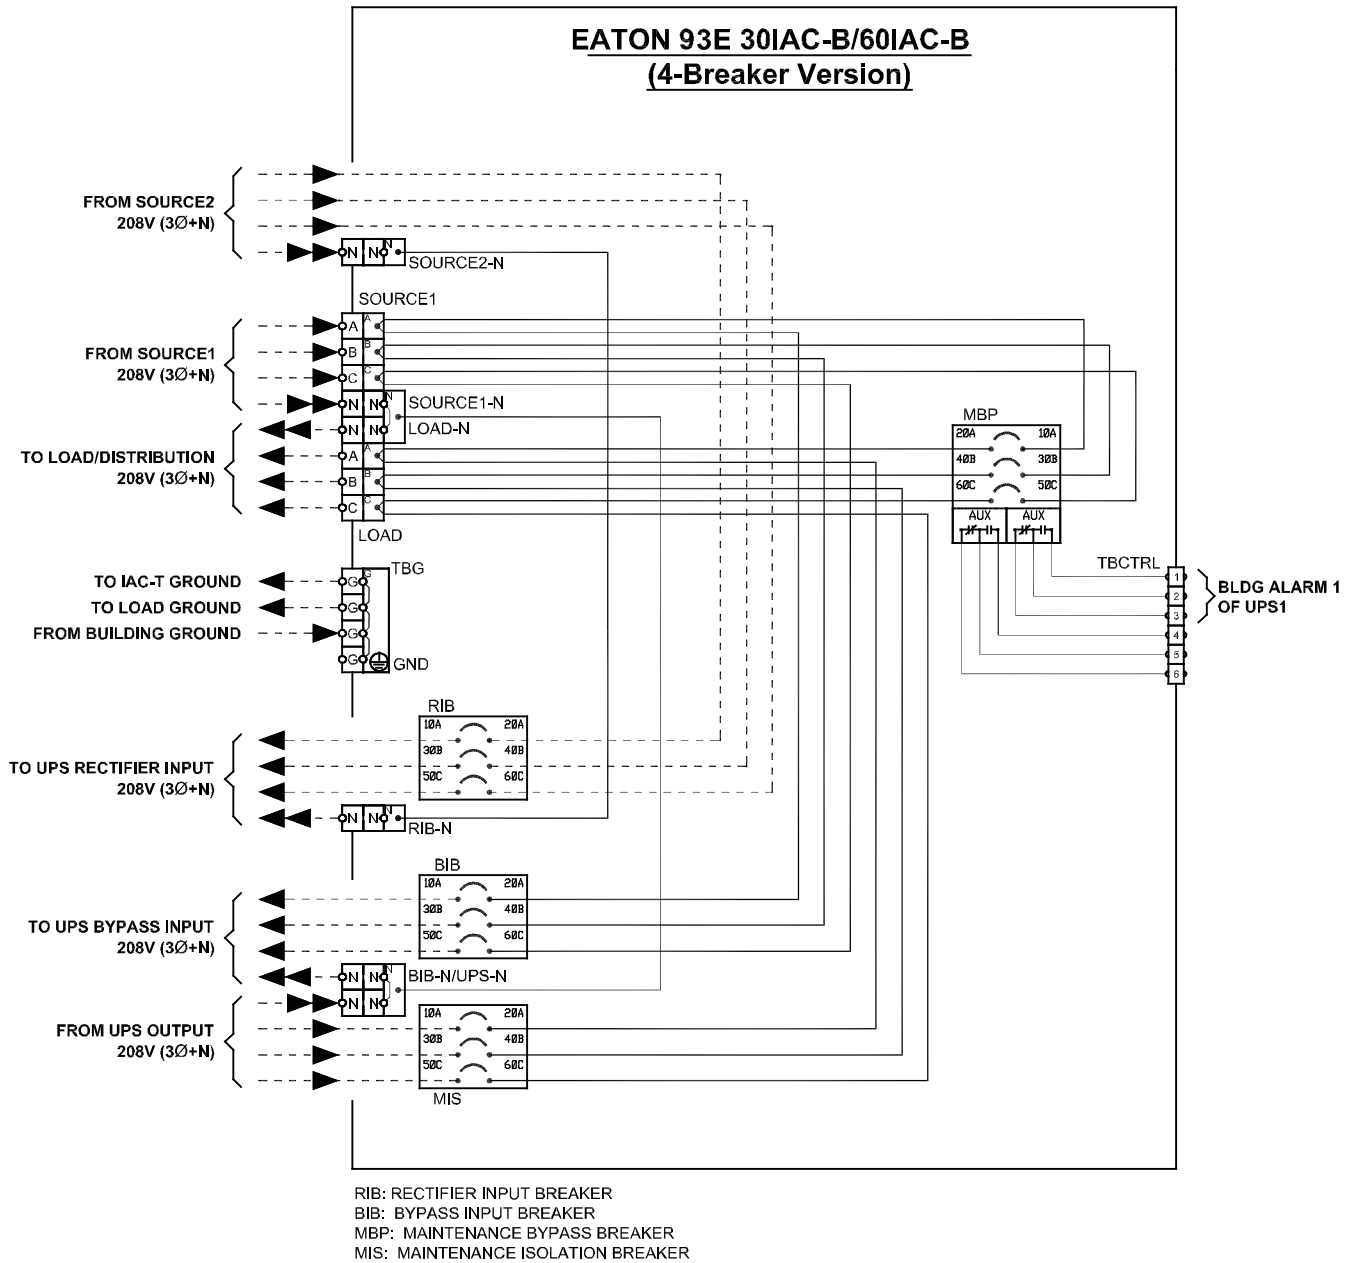 EATON 93E 30IAC-B/60IAC-B
(4-Breaker Version)
FROM SOURCE2
208V (3Ø+N)
N N N
SOURCE2-N
SOURCE1
FROM SOURCE1
208V (3Ø+N)
A A
B B
C C
N N N
SOURCE1-N
N N
LOAD-N
TO LOAD/DISTRIBUTION
208V (3Ø+N)
A A
B B
C C
LOAD
MBP
20A 10A
40B 30B
60C 50C
AUX AUX
TBCTRL
1
2
3
4
5
6
BLDG ALARM 1
OF UPS1
TO IAC-T GROUND
TO LOAD GROUND
FROM BUILDING GROUND
G G
TBG
G
G
G
GND
RIB
10A 20A
30B 40B
50C 60C
TO UPS RECTIFIER INPUT
208V (3Ø+N)
N N N
RIB-N
BIB
10A 20A
30B 40B
50C 60C
TO UPS BYPASS INPUT
208V (3Ø+N)
N N N
BIB-N/UPS-N
N N
FROM UPS OUTPUT
208V (3Ø+N)
10A 20A
30B 40B
50C 60C
MIS
RIB: RECTIFIER INPUT BREAKER
BIB: BYPASS INPUT BREAKER
MBP: MAINTENANCE BYPASS BREAKER
MIS: MAINTENANCE ISOLATION BREAKER